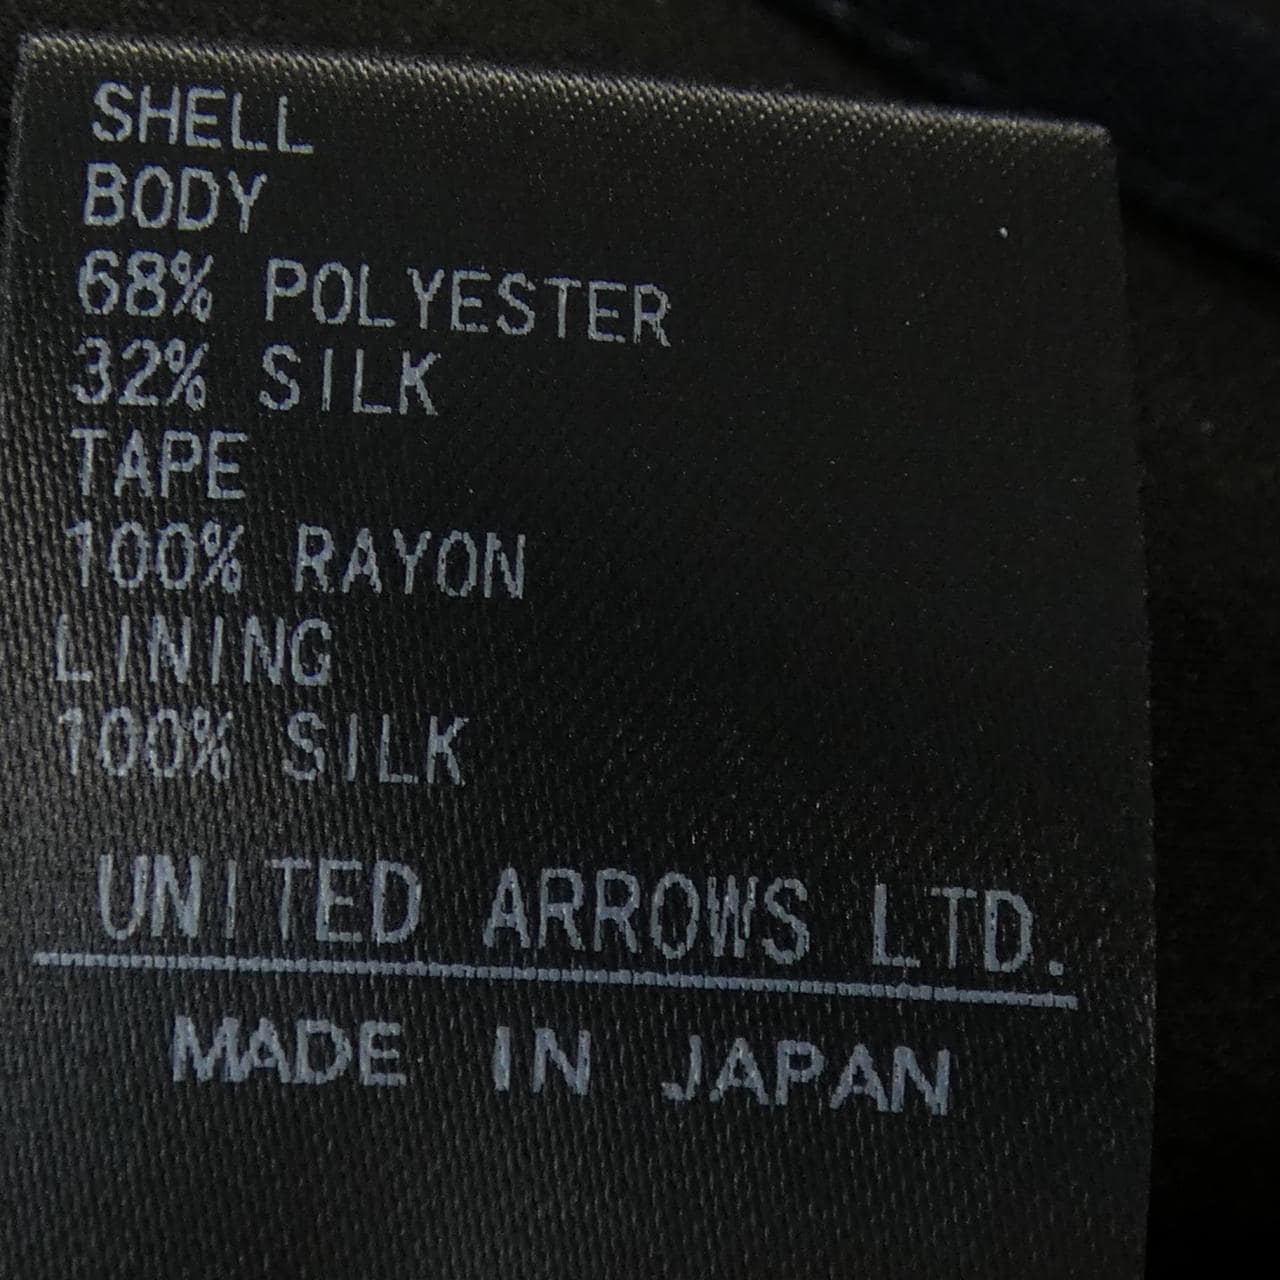 SHELL
BODY
68% POLYESTER
32% SILK
TAPE
100% RAYON
LINING
100% SILK
UNITED ARROWS LTD.
MADE IN JAPAN